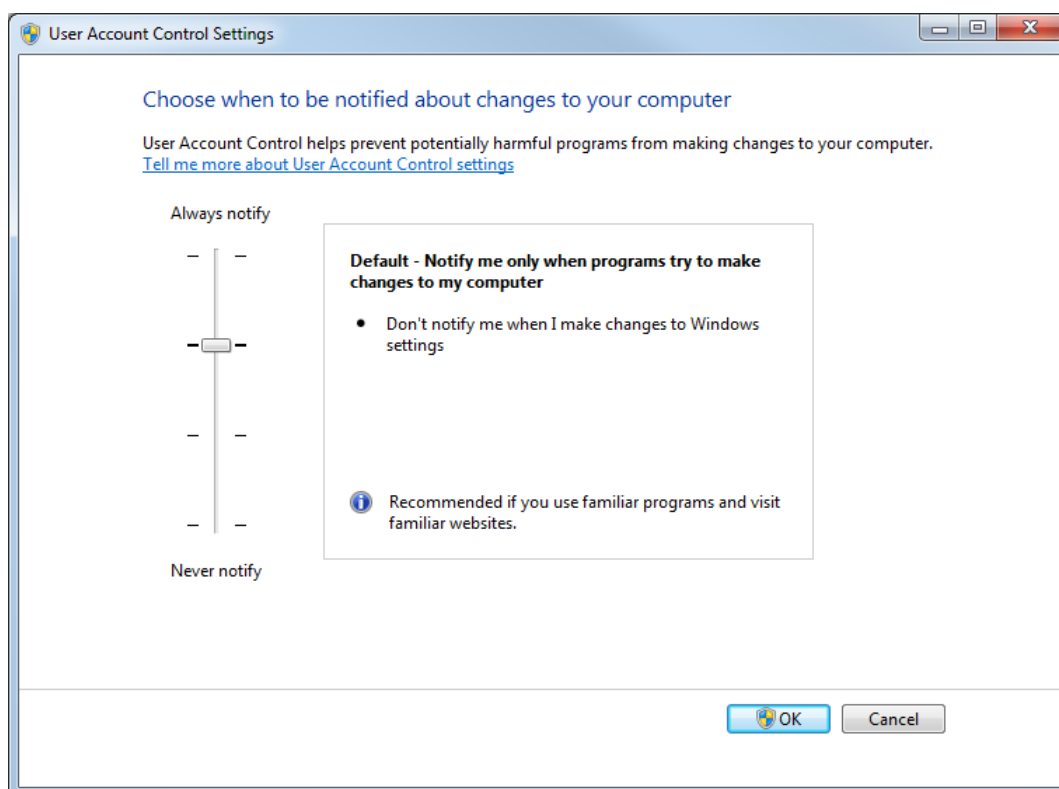 User Account Control Settings
Choose when to be notified about changes to your computer
User Account Control helps prevent potentially harmful programs from making changes to your computer.
Tell me more about User Account Control settings
Always notify
Default - Notify me only when programs try to make
changes to my computer
• Don't notify me when I make changes to Windows
settings
Recommended if you use familiar programs and visit
familiar websites.
Never notify
OK
Cancel